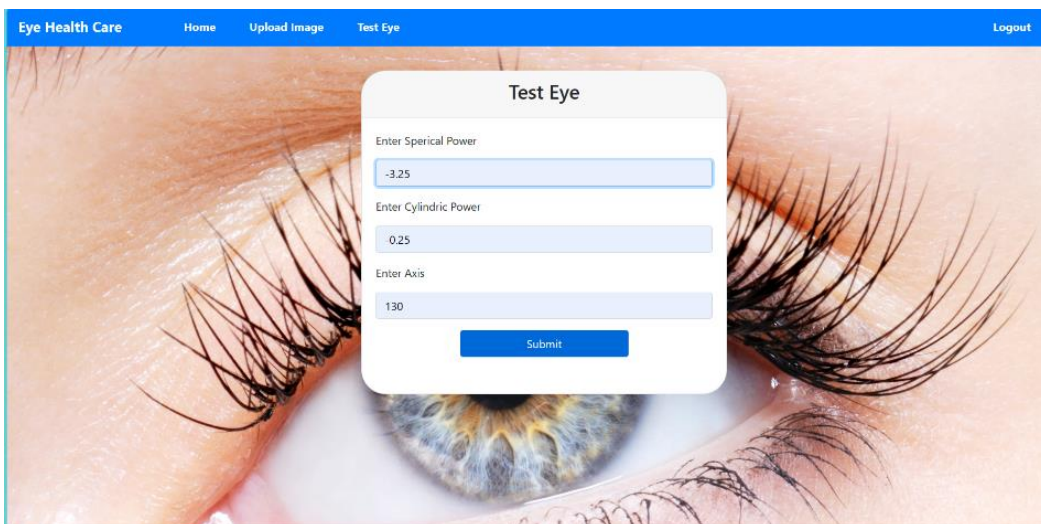 Eye Health Care Home Upload Image Test Eye Logout
Test Eye
Enter Sperical Power
-3.25
Enter Cylindric Power
-0.25
Enter Axis
130
Submit